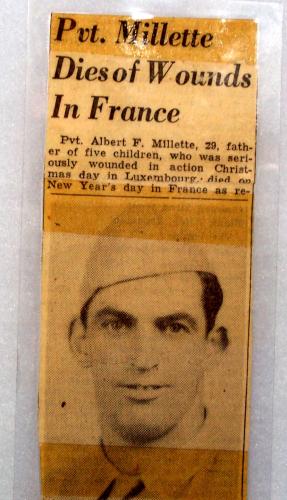 Pvt. Millette
Dies of Wounds
In France
Pvt. Albert F. Millette, 29, fath-
er of five children, who was seri-
ously wounded in action Christ-
mas day in Luxembourg, died on
New Year's day in France as re-